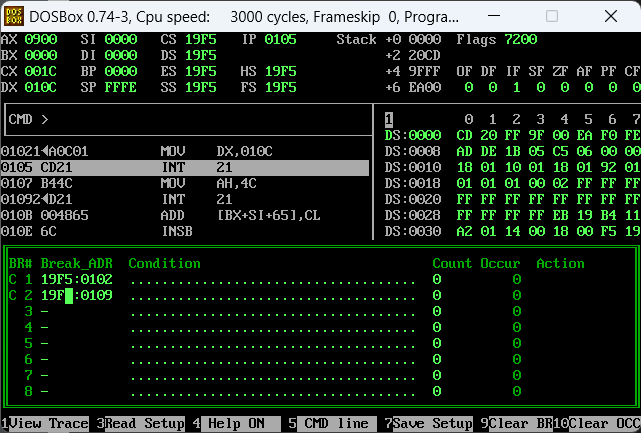 DOSBox 0.74-3, Cpu speed: 3000 cycles, Frameskip 0, Progra...
AX 0900 SI 0000 CS 19F5 IP 0105 Stack +0 0000 Flags 7200
BX 0000 DI 0000 DS 19F5 +2 20CD
CX 001C BP 0000 ES 19F5 HS 19F5 +4 9FFF OF DF IF SF ZF AF PF CF
DX 010C SP FFFE SS 19F5 FS 19F5 +6 EA00 0 0 1 0 0 0 0 0
CMD > 1 0 1 2 3 4 5 6 7
DS:0000 CD 20 FF 9F 00 EA F0 FE
01021◄A0C01 MOV DX,010C DS:0008 AD DE 1B 05 C5 06 00 00
0105 CD21 INT 21 DS:0010 18 01 10 01 18 01 92 01
0107 B44C MOV AH,4C DS:0018 01 01 01 00 02 FF FF FF
01092◄D21 INT 21 DS:0020 FF FF FF FF FF FF FF FF
010B 004865 ADD [BX+SI+65],CL DS:0028 FF FF FF FF EB 19 B4 11
010E 6C INSB DS:0030 A2 01 14 00 18 00 F5 19
BR# Break_ADR Condition Count Occur Action
C 1 19F5:0102 .................................... 0 0
C 2 19F :0109 .................................... 0 0
3 - .................................... 0 0
4 - .................................... 0 0
5 - .................................... 0 0
6 - .................................... 0 0
7 - .................................... 0 0
8 - .................................... 0 0
1View Trace 3Read Setup 4 Help ON 5 CMD line 7Save Setup 9Clear BR10Clear OCC